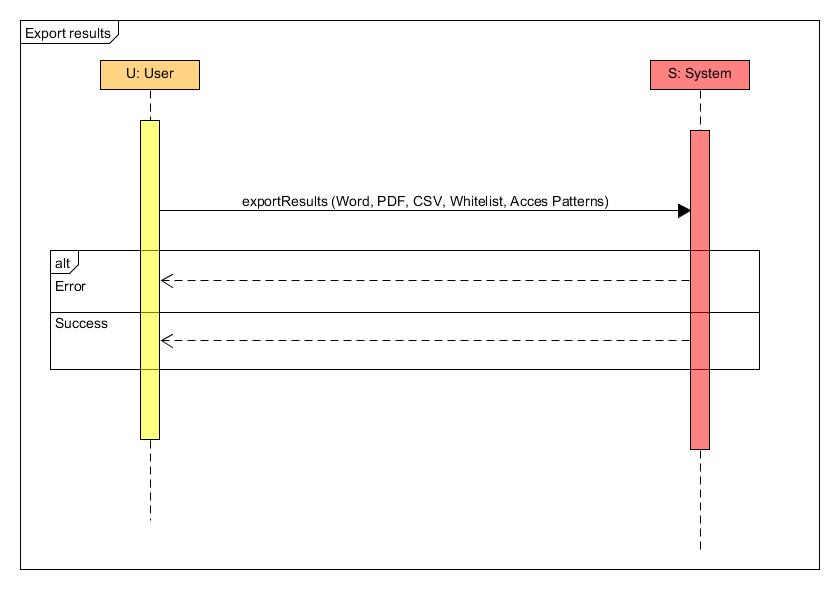 Export results
U: User
S: System
exportResults (Word, PDF, CSV, Whitelist, Acces Patterns)
alt
Error
Success